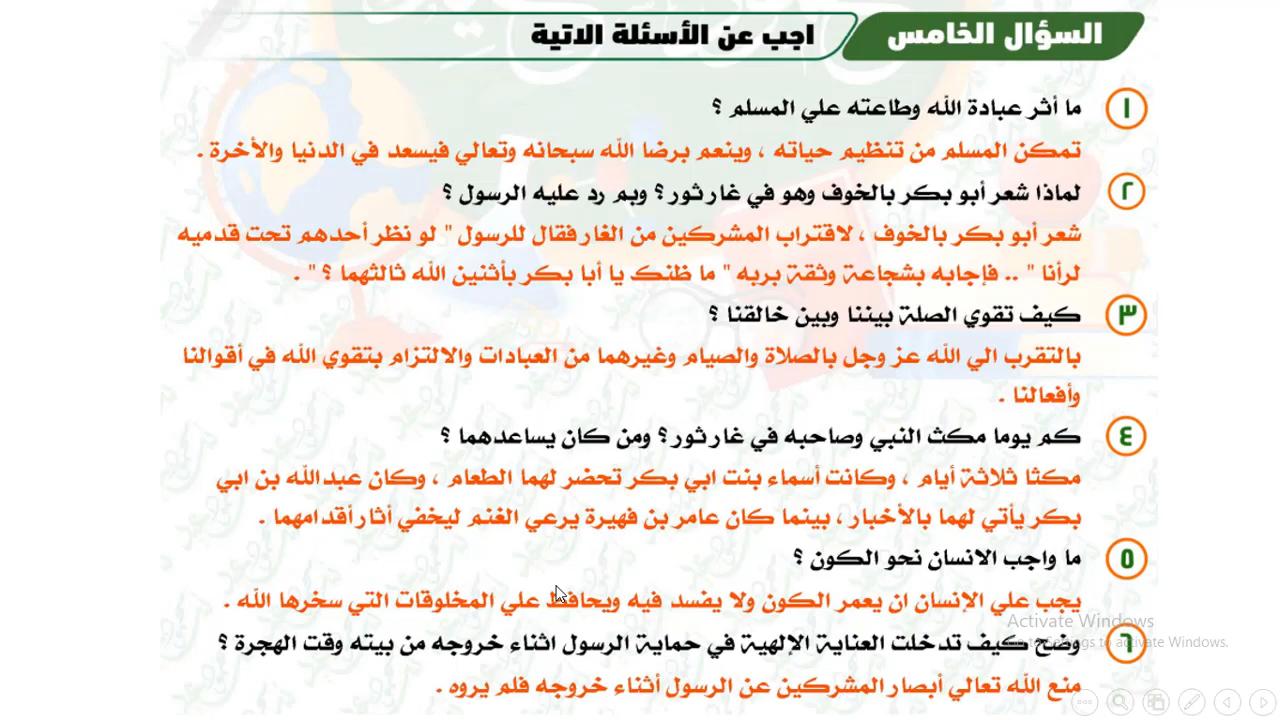 السؤال الخامس
اجب عن الأسئلة الاتية
١ ما أثر عبادة الله وطاعته علي المسلم ؟
تمكن المسلم من تنظيم حياته ، وينعم برضا الله سبحانه وتعالي فيسعد في الدنيا والأخرة .
٢ لماذا شعر أبو بكر بالخوف وهو في غار ثور؟ وبم رد عليه الرسول ؟
شعر أبو بكر بالخوف ، لاقتراب المشركين من الغار فقال للرسول " لو نظر أحدهم تحت قدميه
لرأنا " .. فإجابه بشجاعة وثقة بربه " ما ظنك يا أبا بكر بأثنين الله ثالثهما ؟ " .
٣ كيف تقوي الصلة بيننا وبين خالقنا ؟
بالتقرب الي الله عز وجل بالصلاة والصيام وغيرهما من العبادات والالتزام بتقوي الله في أقوالنا
وأفعالنا .
٤ كم يوما مكث النبي وصاحبه في غار ثور؟ ومن كان يساعدهما ؟
مكثا ثلاثة أيام ، وكانت أسماء بنت ابي بكر تحضر لهما الطعام ، وكان عبدالله بن ابي
بكر يأتي لهما بالأخبار ، بينما كان عامر بن فهيرة يرعي الغنم ليخفي أثار أقدامهما .
٥ ما واجب الانسان نحو الكون ؟
يجب علي الإنسان ان يعمر الكون ولا يفسد فيه ويحافظ علي المخلوقات التي سخرها الله .
Activate Windows
٦ وضح كيف تدخلت العناية الإلهية في حماية الرسول اثناء خروجه من بيته وقت الهجرة ؟
Go to Settings to activate Windows.
منع الله تعالي أبصار المشركين عن الرسول أثناء خروجه فلم يروه .